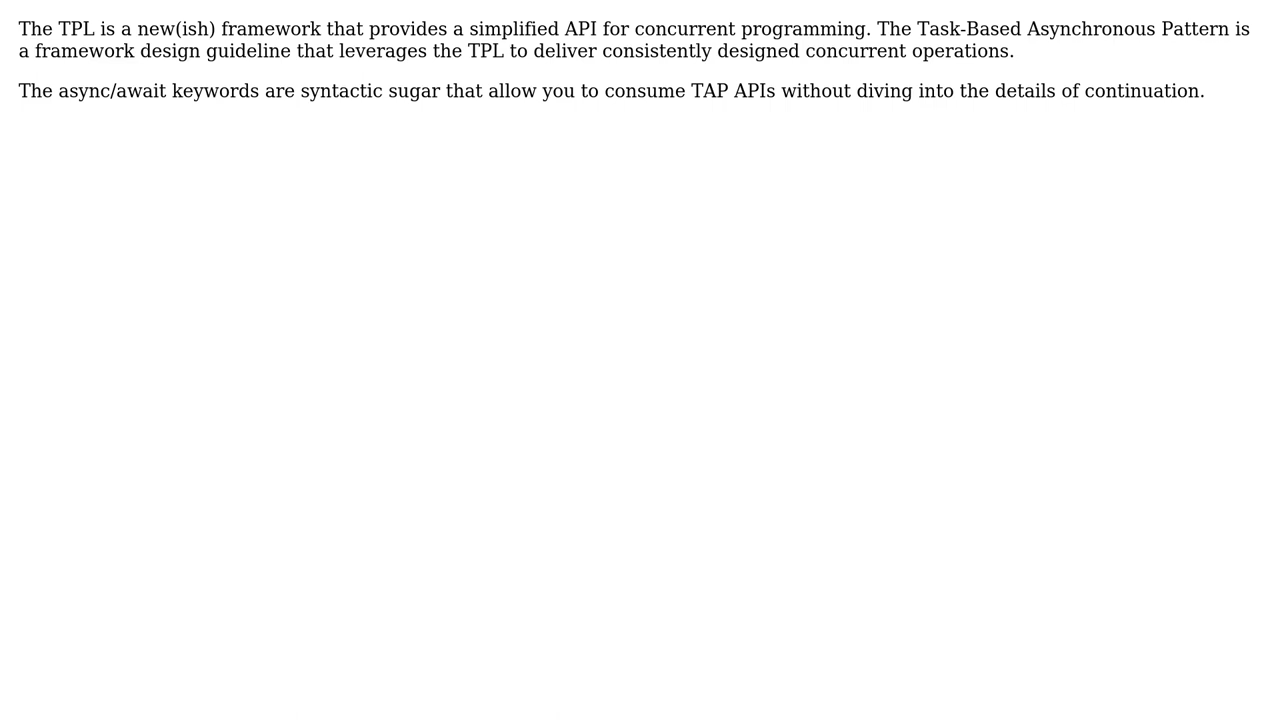 The TPL is a new(ish) framework that provides a simplified API for concurrent programming. The Task-Based Asynchronous Pattern is
a framework design guideline that leverages the TPL to deliver consistently designed concurrent operations.
The async/await keywords are syntactic sugar that allow you to consume TAP APIs without diving into the details of continuation.